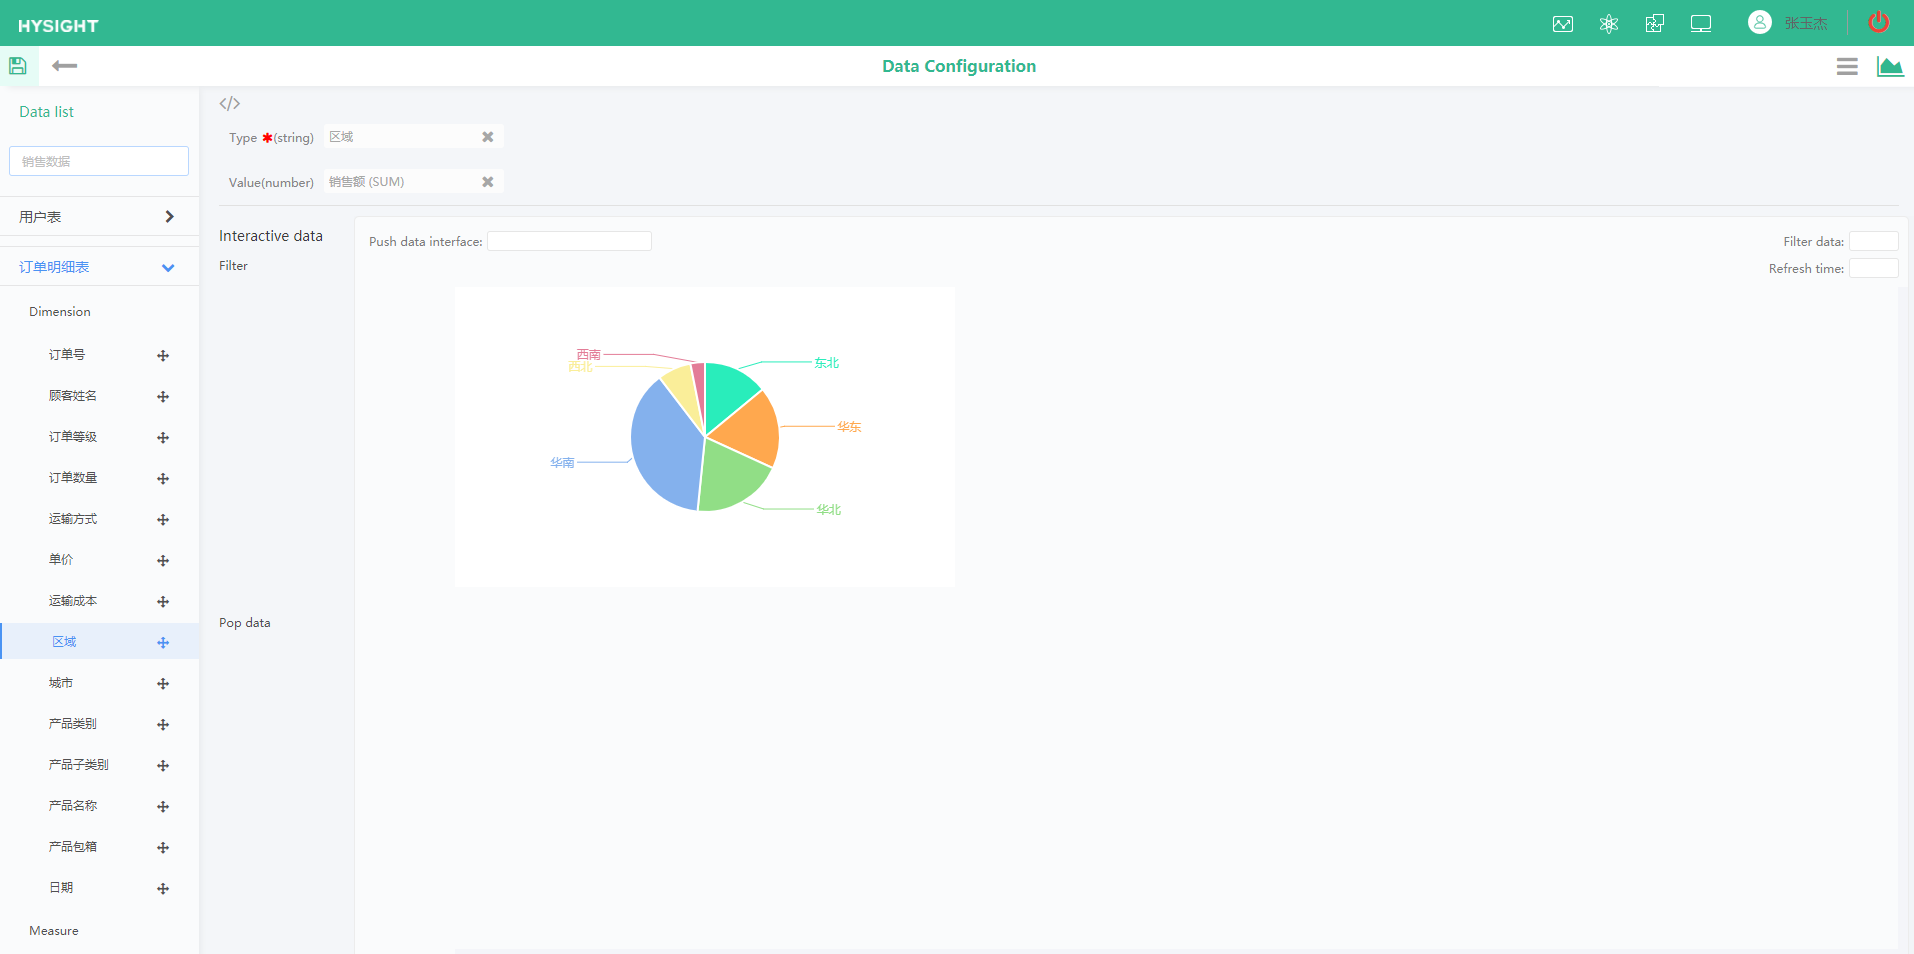 HYSIGHT
张玉杰
Data Configuration
Data list
销售数据
用户表
订单明细表
Dimension
订单号
顾客姓名
订单等级
订单数量
运输方式
单价
运输成本
区域
城市
产品类别
产品子类别
产品名称
产品包箱
日期
Measure
</>
Type ✱(string)
区域
Value(number)
销售额 (SUM)
Interactive data
Filter
Pop data
Push data interface:
Filter data:
Refresh time:
西南
西北
东北
华东
华南
华北